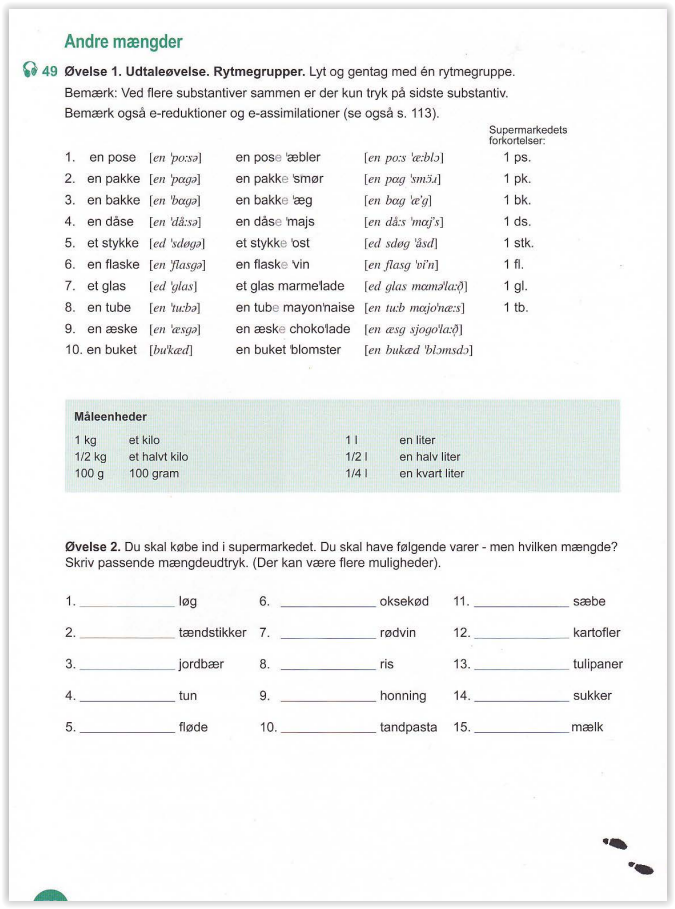 Andre mængder
49 Øvelse 1. Udtaleøvelse. Rytmegrupper. Lyt og gentag med én rytmegruppe.
Bemærk: Ved flere substantiver sammen er der kun tryk på sidste substantiv.
Bemærk også e-reduktioner og e-assimilationer (se også s. 113).
Supermarkedets
forkortelser:
1. en pose [en 'po:sə] en pose 'æbler [en po:s 'æ:blɔ] 1 ps.
2. en pakke [en 'pɑgə] en pakke 'smør [en pɑg 'smɔ̈ɹ] 1 pk.
3. en bakke [en 'bɑgə] en bakke 'æg [en bɑg 'æ'g] 1 bk.
4. en dåse [en 'då:sə] en dåse 'majs [en då:s 'mɑj's] 1 ds.
5. et stykke [ed 'sdøgə] et stykke 'ost [ed sdøg 'åsd] 1 stk.
6. en flaske [en 'flasgə] en flaske 'vin [en flasg 'vi'n] 1 fl.
7. et glas [ed 'glas] et glas marme'lade [ed glas mɑmə'la:ð] 1 gl.
8. en tube [en 'tu:bə] en tube mayon'naise [en tu:b mɑjo'næ:s] 1 tb.
9. en æske [en 'æsgə] en æske choko'lade [en æsg sjogo'la:ð]
10. en buket [bu'kæd] en buket 'blomster [en bukæd 'blɔmsdɔ]
Måleenheder
1 kg et kilo 1 l en liter
1/2 kg et halvt kilo 1/2 l en halv liter
100 g 100 gram 1/4 l en kvart liter
Øvelse 2. Du skal købe ind i supermarkedet. Du skal have følgende varer - men hvilken mængde?
Skriv passende mængdeudtryk. (Der kan være flere muligheder).
1. ____________ løg 6. ____________ oksekød 11. ____________ sæbe
2. ____________ tændstikker 7. ____________ rødvin 12. ____________ kartofler
3. ____________ jordbær 8. ____________ ris 13. ____________ tulipaner
4. ____________ tun 9. ____________ honning 14. ____________ sukker
5. ____________ fløde 10. ____________ tandpasta 15. ____________ mælk